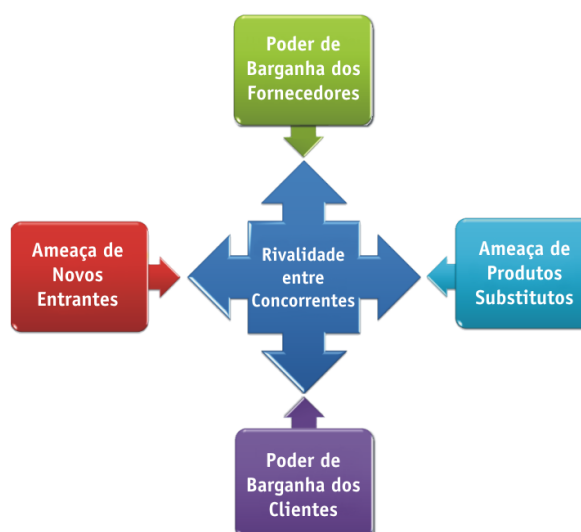 Poder de
Barganha dos
Fornecedores
Ameaça de
Novos
Entrantes
Rivalidade
entre
Concorrentes
Ameaça de
Produtos
Substitutos
Poder de
Barganha dos
Clientes